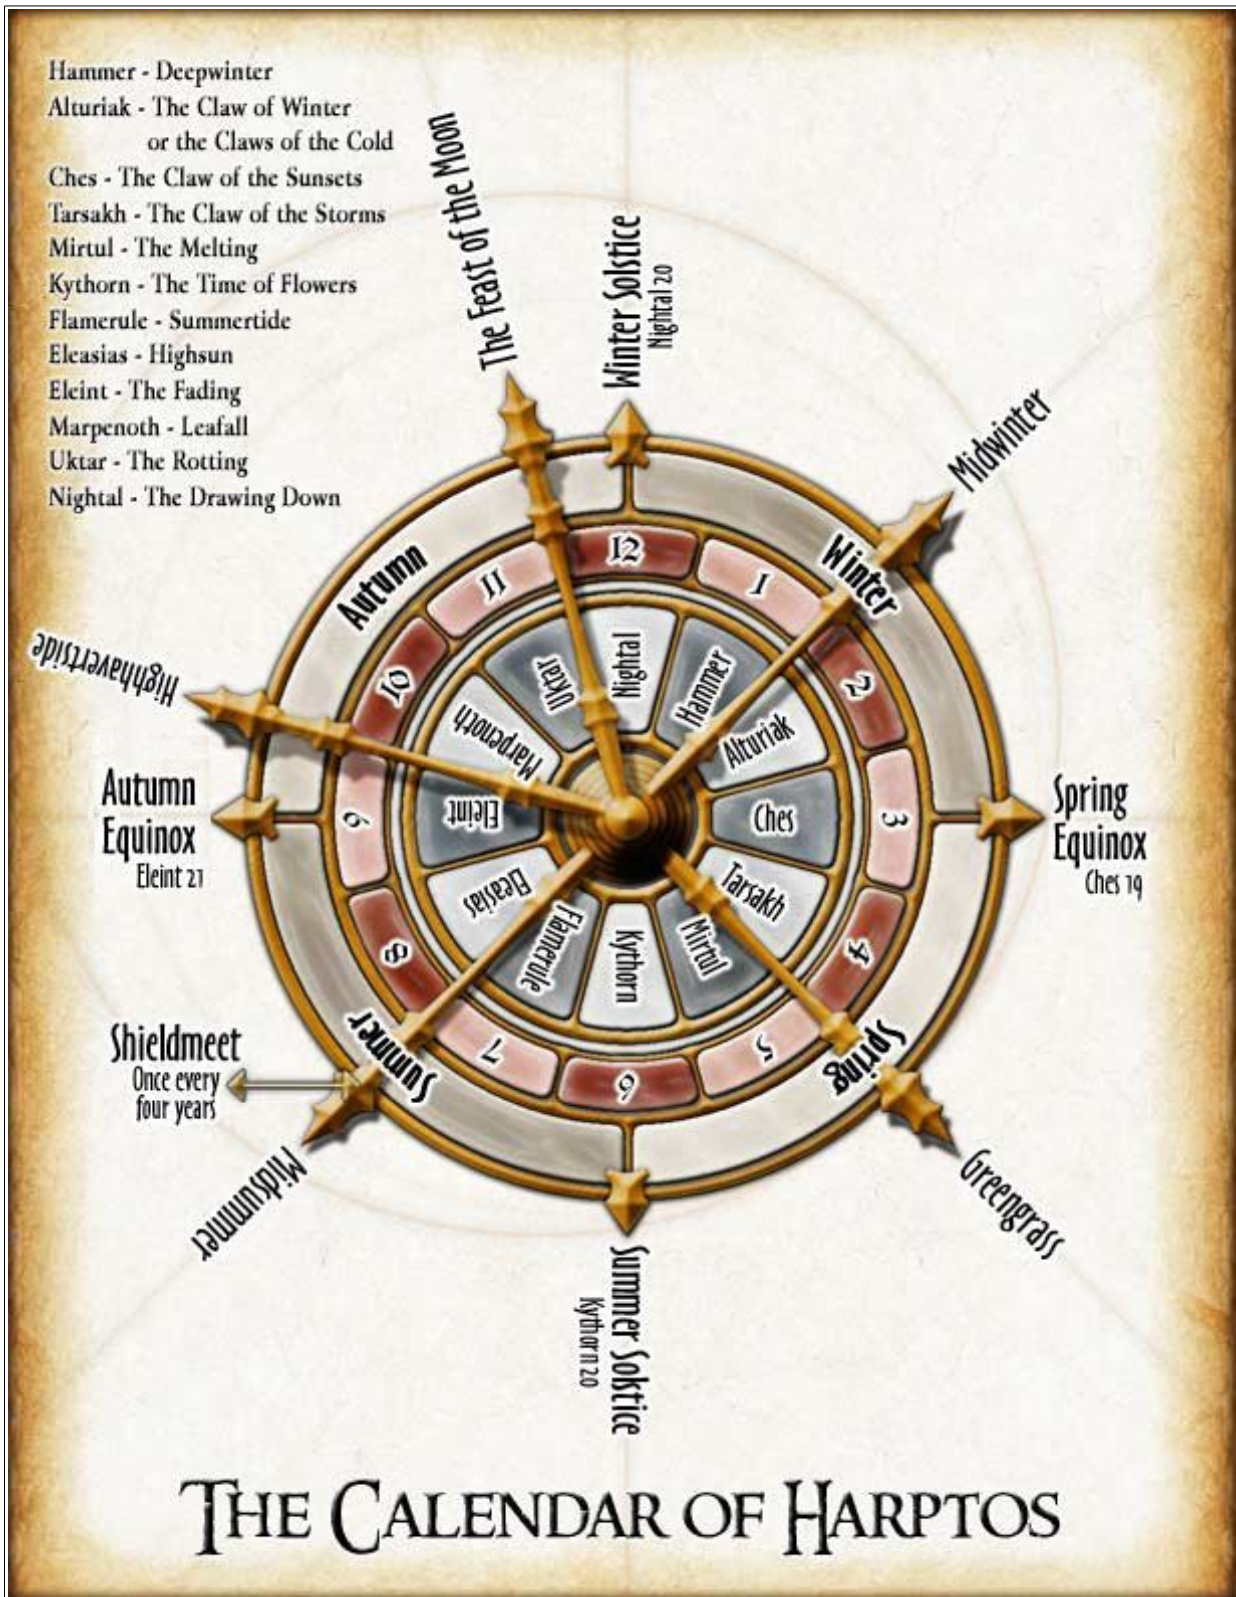 Hammer - Deepwinter
Alturiak - The Claw of Winter
or the Claws of the Cold
Ches - The Claw of the Sunsets
Tarsakh - The Claw of the Storms
Mirtul - The Melting
Kythorn - The Time of Flowers
Flamerule - Summertide
Eleasias - Highsun
Eleint - The Fading
Marpenoth - Leafall
Uktar - The Rotting
Nightal - The Drawing Down
The Feast of the Moon
Winter Solstice
Nightal 20
Midwinter
Winter
Spring
Equinox
Ches 19
Spring
Greengrass
Summer Solstice
Kythorn 20
Summer
Midsummer
Shieldmeet
Once every
four years
Autumn
Equinox
Eleint 21
Highharvestide
Autumn
12
1
2
3
4
5
6
7
8
9
10
11
Nightal
Hammer
Alturiak
Ches
Tarsakh
Mirtul
Kythorn
Flamerule
Eleasias
Eleint
Marpenoth
Uktar
THE CALENDAR OF HARPTOS